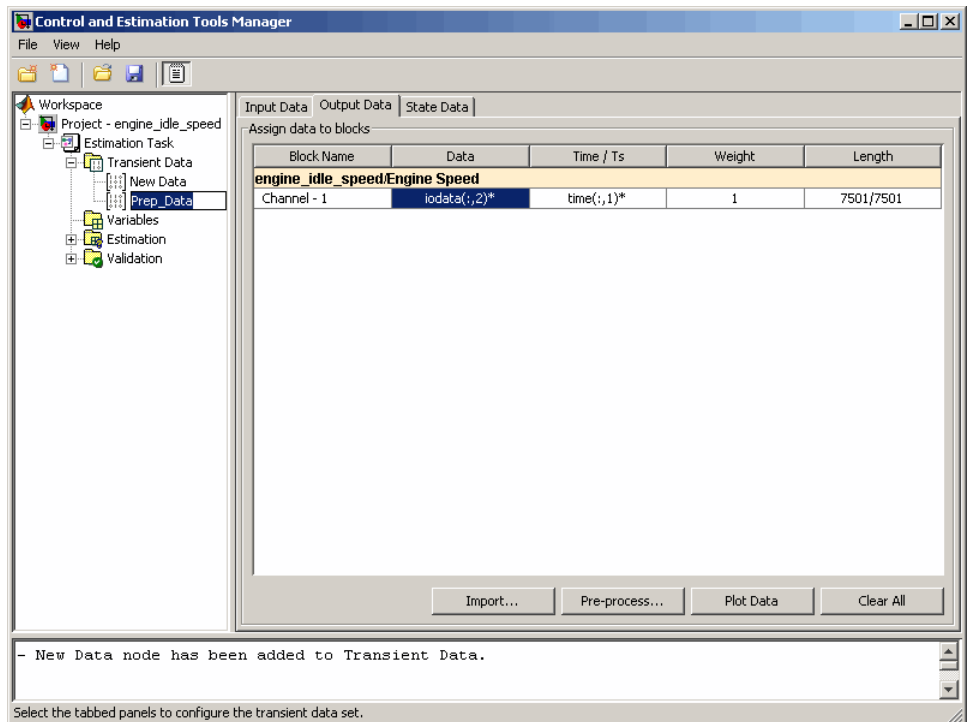 Control and Estimation Tools Manager
File View Help
Workspace
Project - engine_idle_speed
Estimation Task
Transient Data
New Data
Prep_Data
Variables
Estimation
Validation
Input Data Output Data State Data
Assign data to blocks
Block Name Data Time / Ts Weight Length
engine_idle_speed/Engine Speed
Channel - 1 iodata(:,2)* time(:,1)* 1 7501/7501
Import... Pre-process... Plot Data Clear All
- New Data node has been added to Transient Data.
Select the tabbed panels to configure the transient data set.